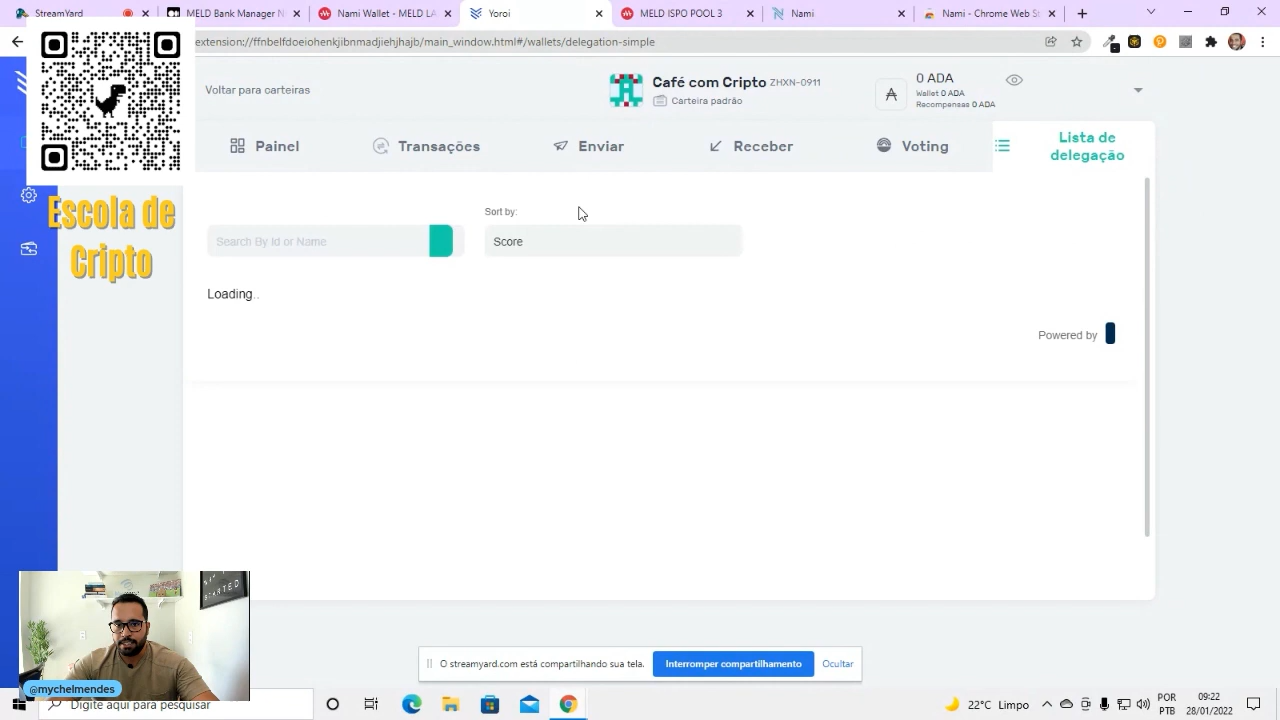 MELD Bank Manager N
Nami Wallet – MELD LA
Yoroi
MELD ISPO POOLS
Nami
Nami - Chrome Web St
extension://ffnbelfdoeiohenkjibnmadjiehjhajb/main_window.html#/wallets/delegation-simple
Voltar para carteiras
Café com Cripto ZHXN-0911
Carteira padrão
0 ADA
Wallet 0 ADA
Recompensas 0 ADA
Painel
Transações
Enviar
Receber
Voting
Lista de
delegação
Escola de
Cripto
Sort by:
Search By Id or Name
Score
Loading..
Powered by
STARTED
@mychelmendes
O streamyard.com está compartilhando sua tela.
Interromper compartilhamento
Ocultar
Digite aqui para pesquisar
22°C Limpo
POR
PTB
09:22
28/01/2022